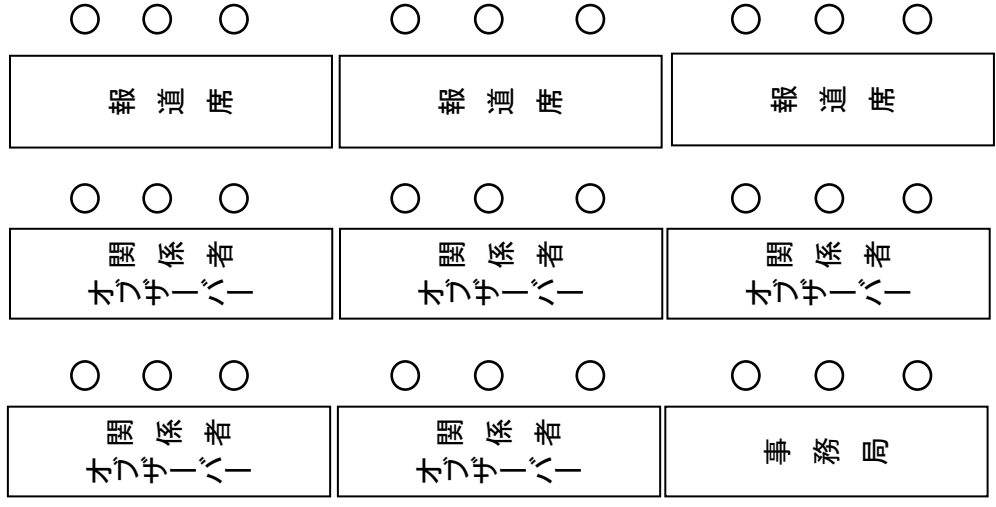 報 道 席
報 道 席
報 道 席
関 係 者
オブザーバー
関 係 者
オブザーバー
関 係 者
オブザーバー
関 係 者
オブザーバー
関 係 者
オブザーバー
事 務 局